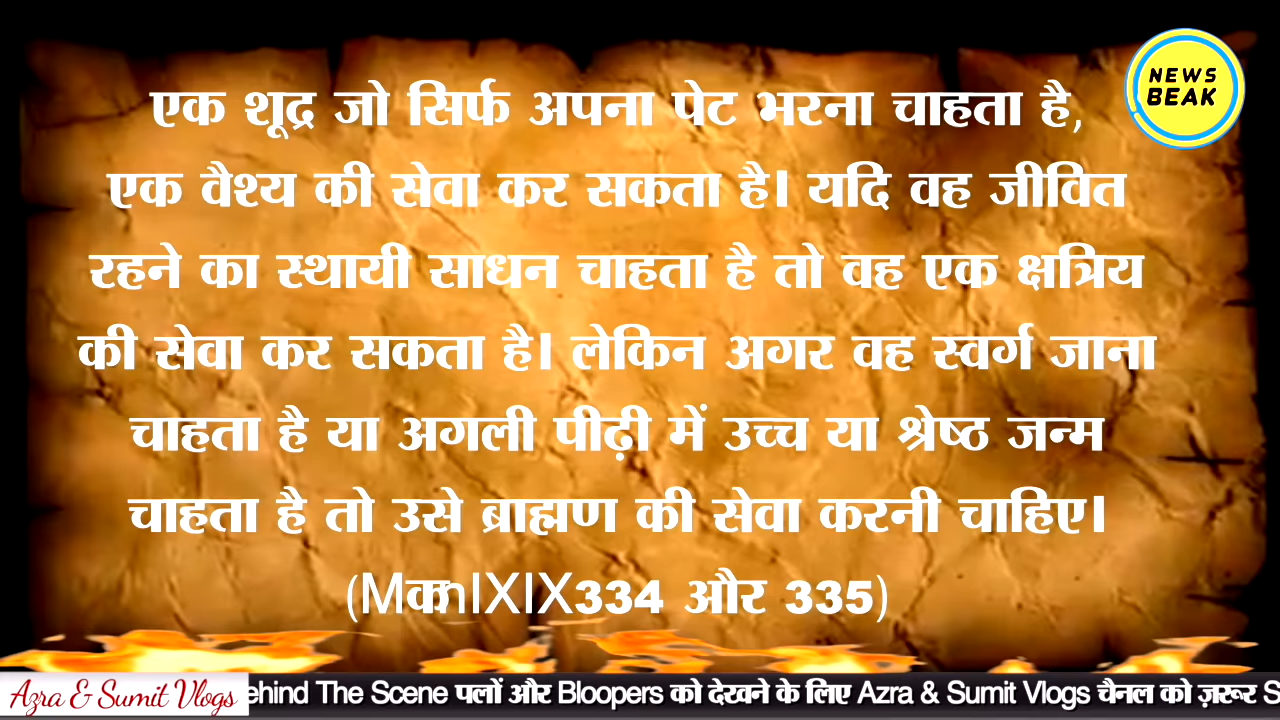 NEWS
BEAK
एक शूद्र जो सिर्फ अपना पेट भरना चाहता है,
एक वैश्य की सेवा कर सकता है। यदि वह जीवित
रहने का स्थायी साधन चाहता है तो वह एक क्षत्रिय
की सेवा कर सकता है। लेकिन अगर वह स्वर्ग जाना
चाहता है या अगली पीढ़ी में उच्च या श्रेष्ठ जन्म
चाहता है तो उसे ब्राह्मण की सेवा करनी चाहिए।
334 और 335)
Azra & Sumit Vlogs
ehind The Scene पलों और Bloopers को देखने के लिए Azra & Sumit Vlogs चैनल को ज़रूर S